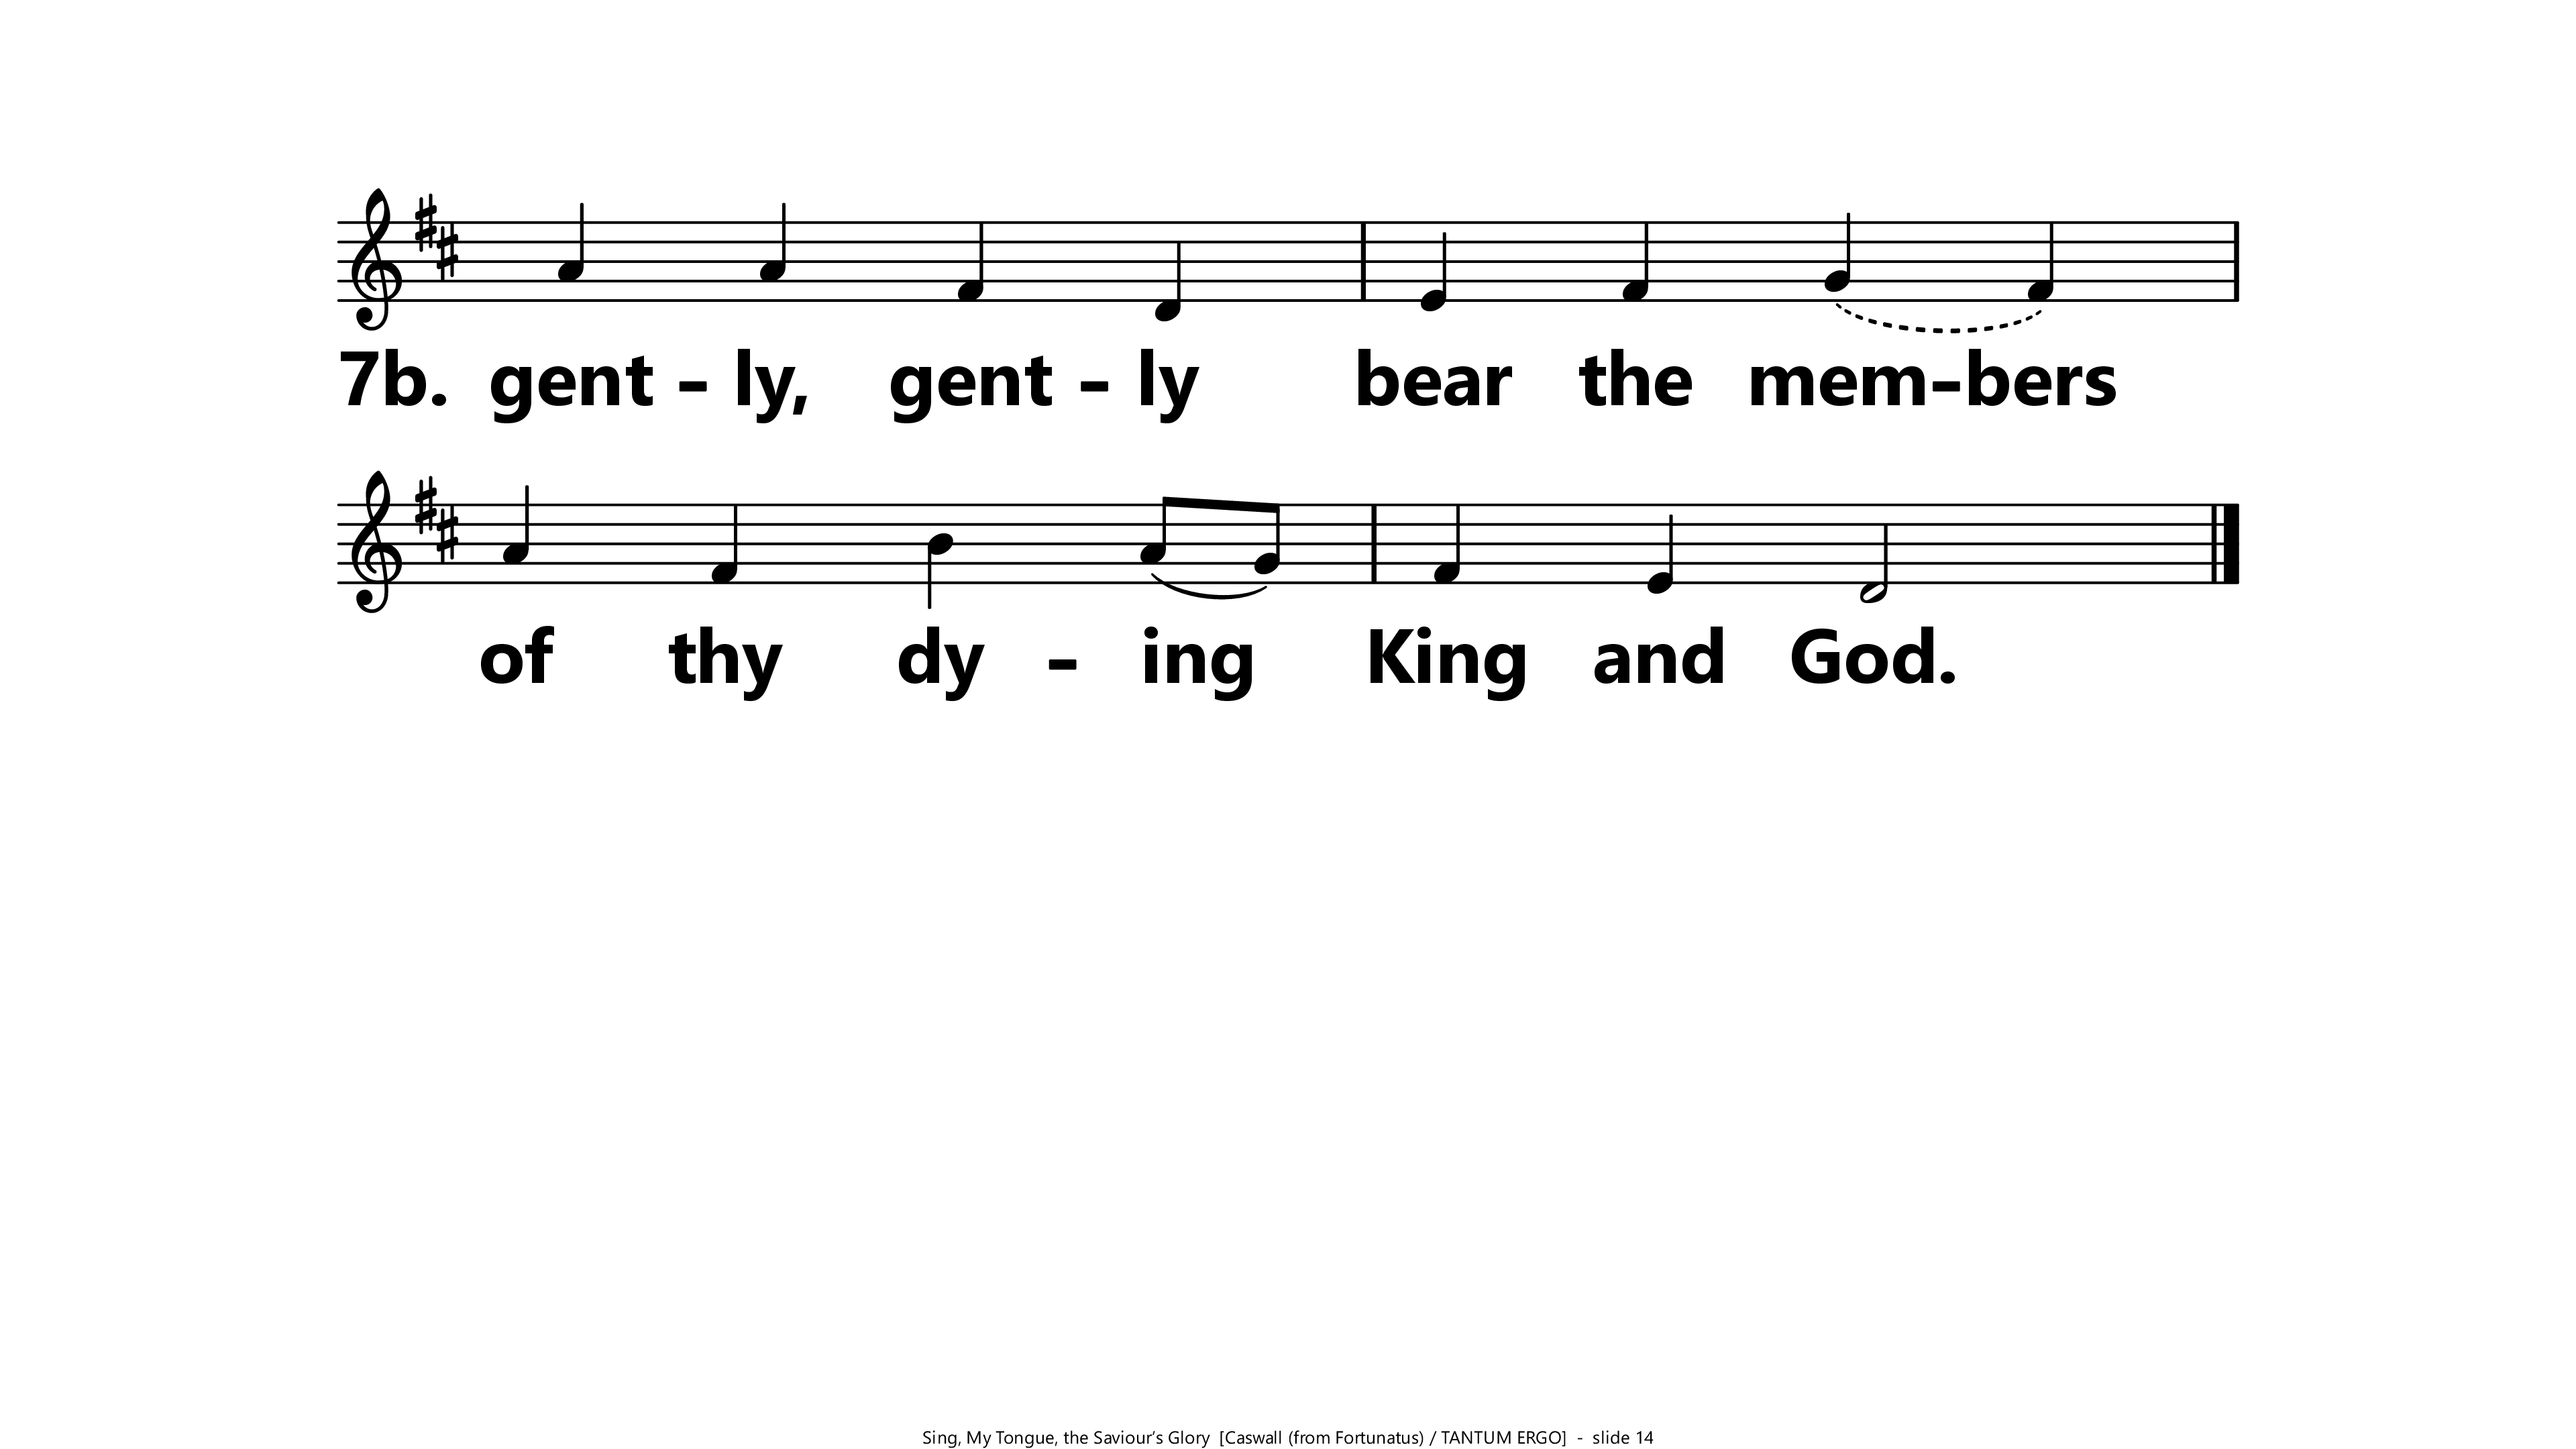 7b. gent - ly, gent - ly bear the mem-bers
of thy dy - ing King and God.
Sing, My Tongue, the Saviour’s Glory [Caswall (from Fortunatus) / TANTUM ERGO] - slide 14